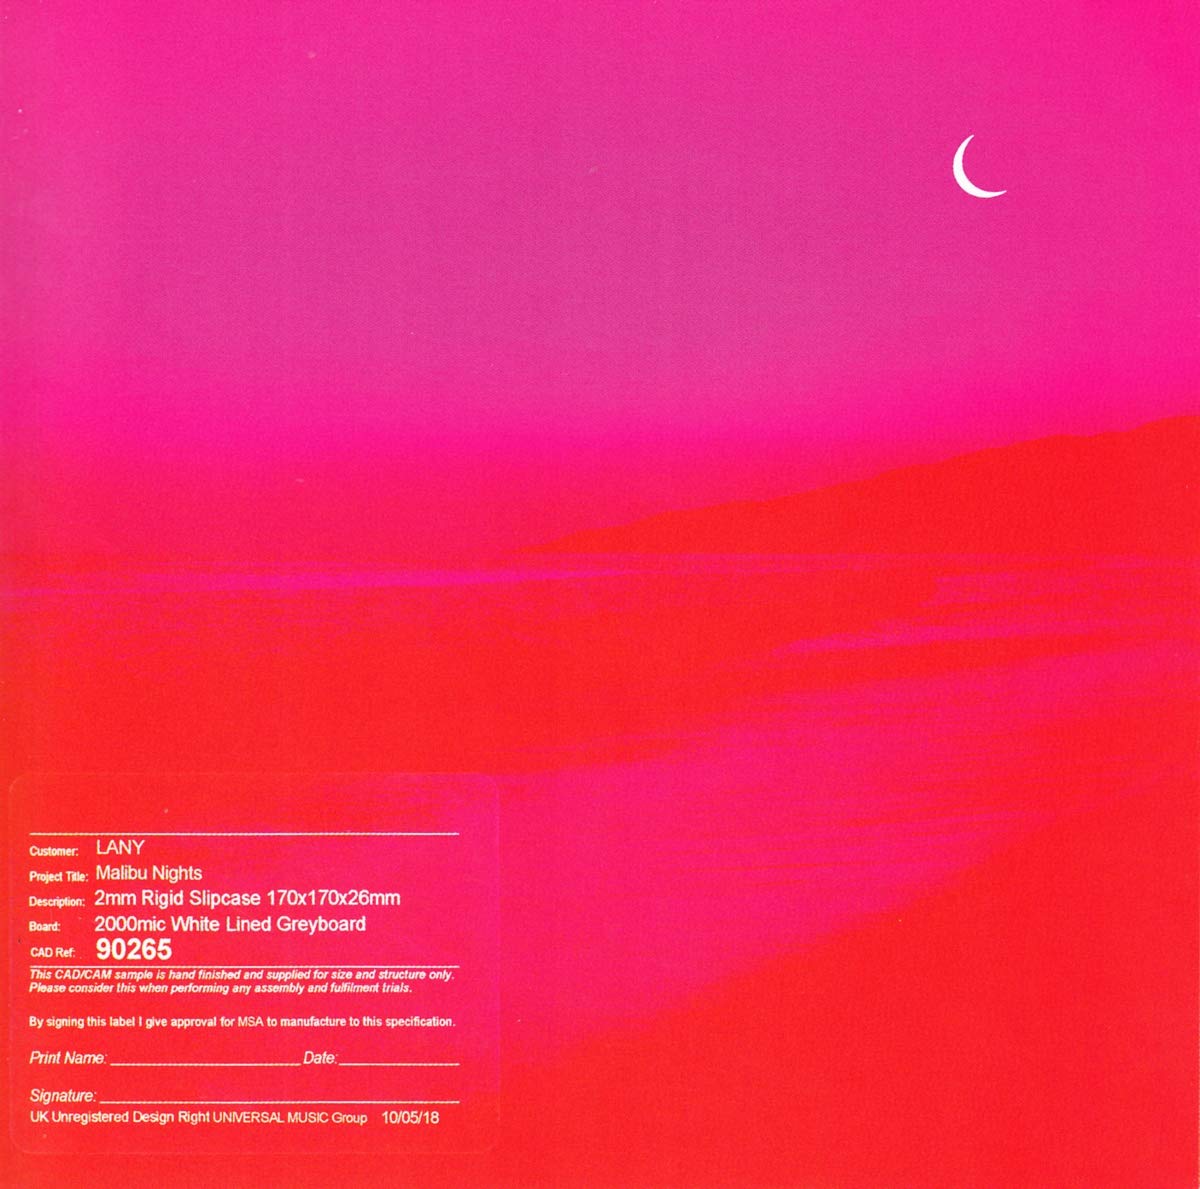 Customer: LANY
Project Title: Malibu Nights
Description: 2mm Rigid Slipcase 170x170x26mm
Board: 2000mic White Lined Greyboard
CAD Ref: 90265
This CAD/CAM sample is hand finished and supplied for size and structure only.
Please consider this when performing any assembly and fulfilment trials.
By signing this label I give approval for MSA to manufacture to this specification.
Print Name: Date:
Signature:
UK Unregistered Design Right UNIVERSAL MUSIC Group 10/05/18